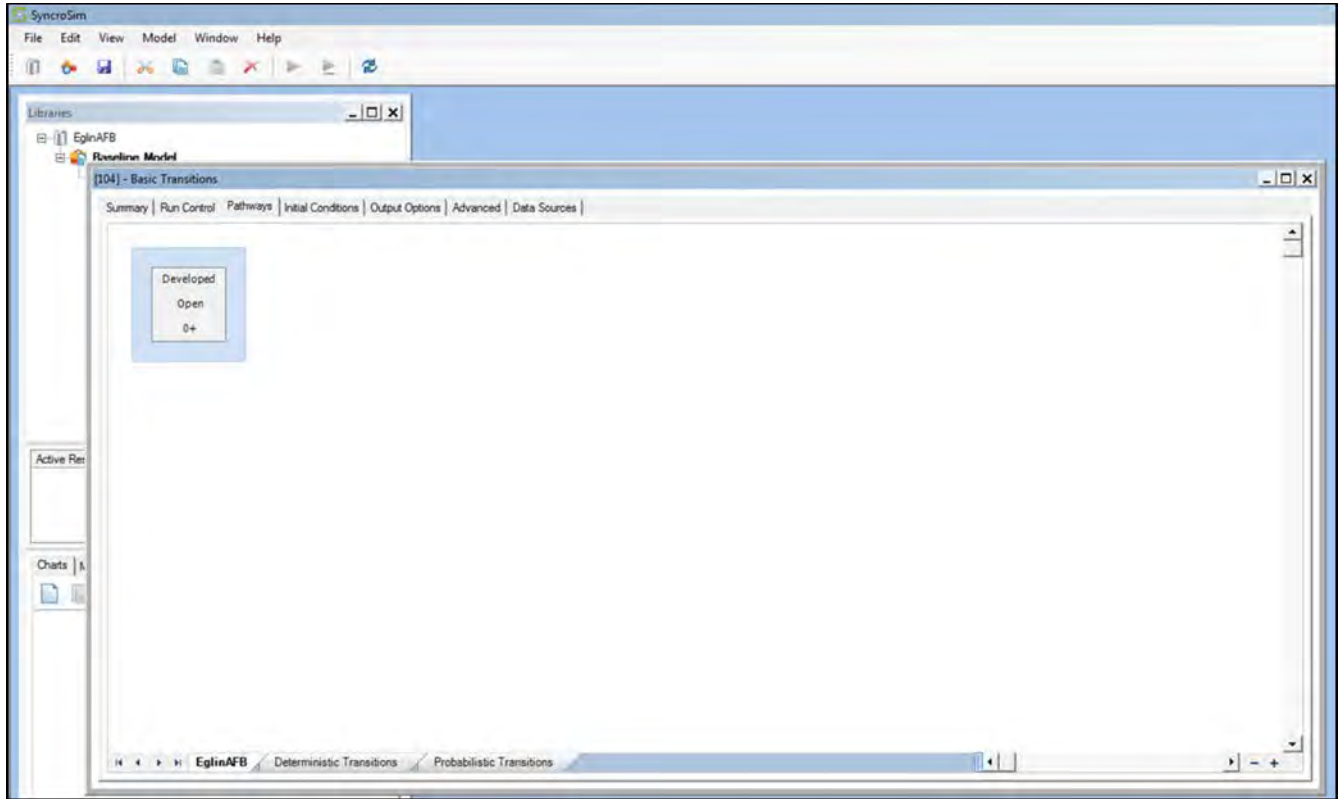 SyncroSim
File Edit View Model Window Help
Libraries
EglinAFB
Baseline Model
[104] - Basic Transitions
Summary Run Control Pathways Initial Conditions Output Options Advanced Data Sources
Developed
Open
0+
Active Res
Charts
EglinAFB Deterministic Transitions Probabilistic Transitions